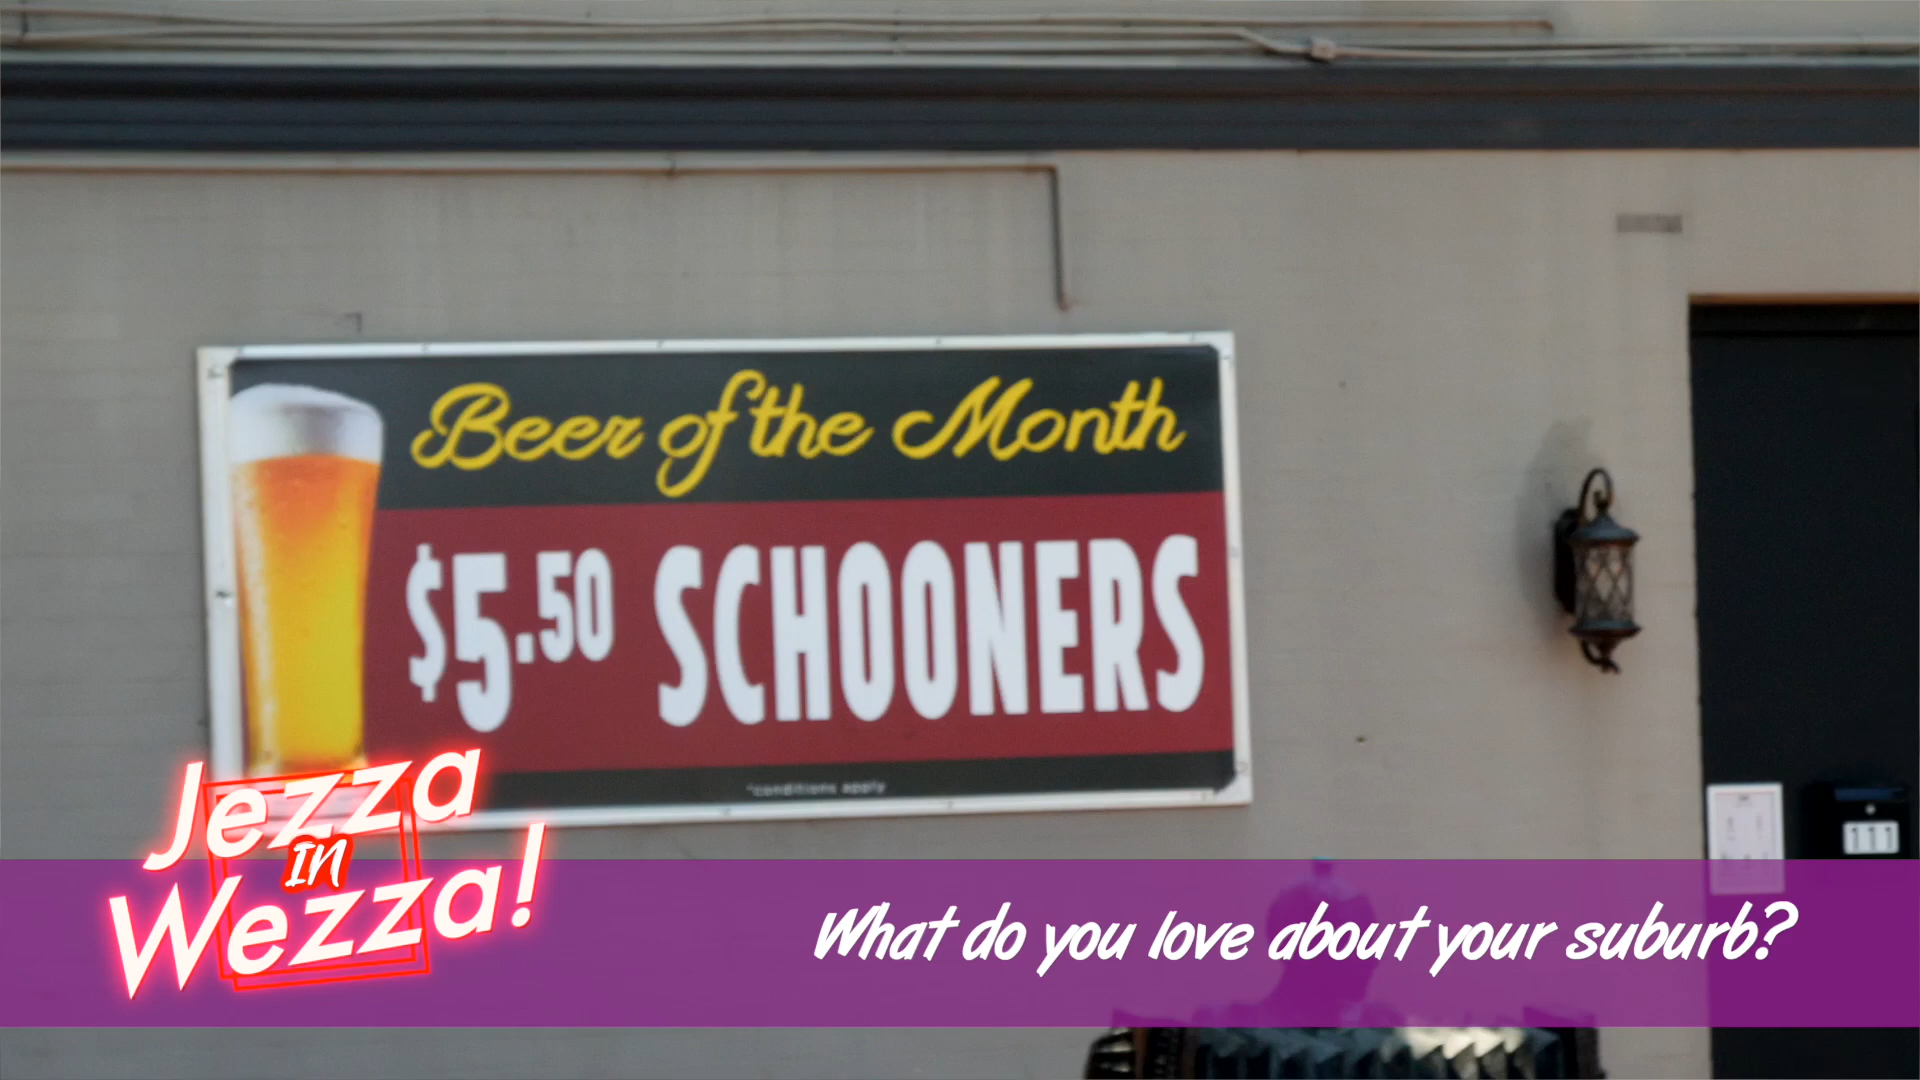 Beer of the Month
$5.50 SCHOONERS
*conditions apply
111
Jezza
IN
Wezza!
What do you love about your suburb?